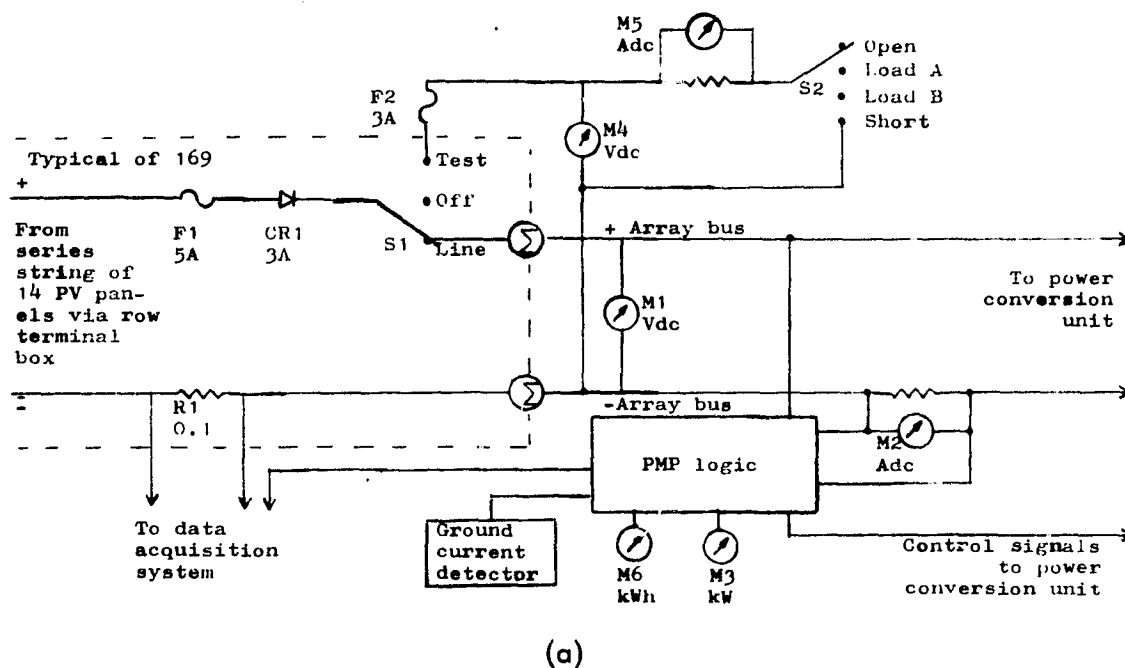 M5
Adc
Open
Load A
Load B
Short
S2
F2
3A
M4
Vdc
Typical of 169
Test
Off
Line
+
F1
5A
CR1
3A
S1
Σ
+ Array bus
From
series
string of
14 PV pan-
els via row
terminal
box
M1
Vdc
To power
conversion
unit
R1
0.1
Σ
-Array bus
PMP logic
M2
Adc
To data
acquisition
system
Ground
current
detector
M6
kWh
M3
kW
Control signals
to power
conversion unit
(a)